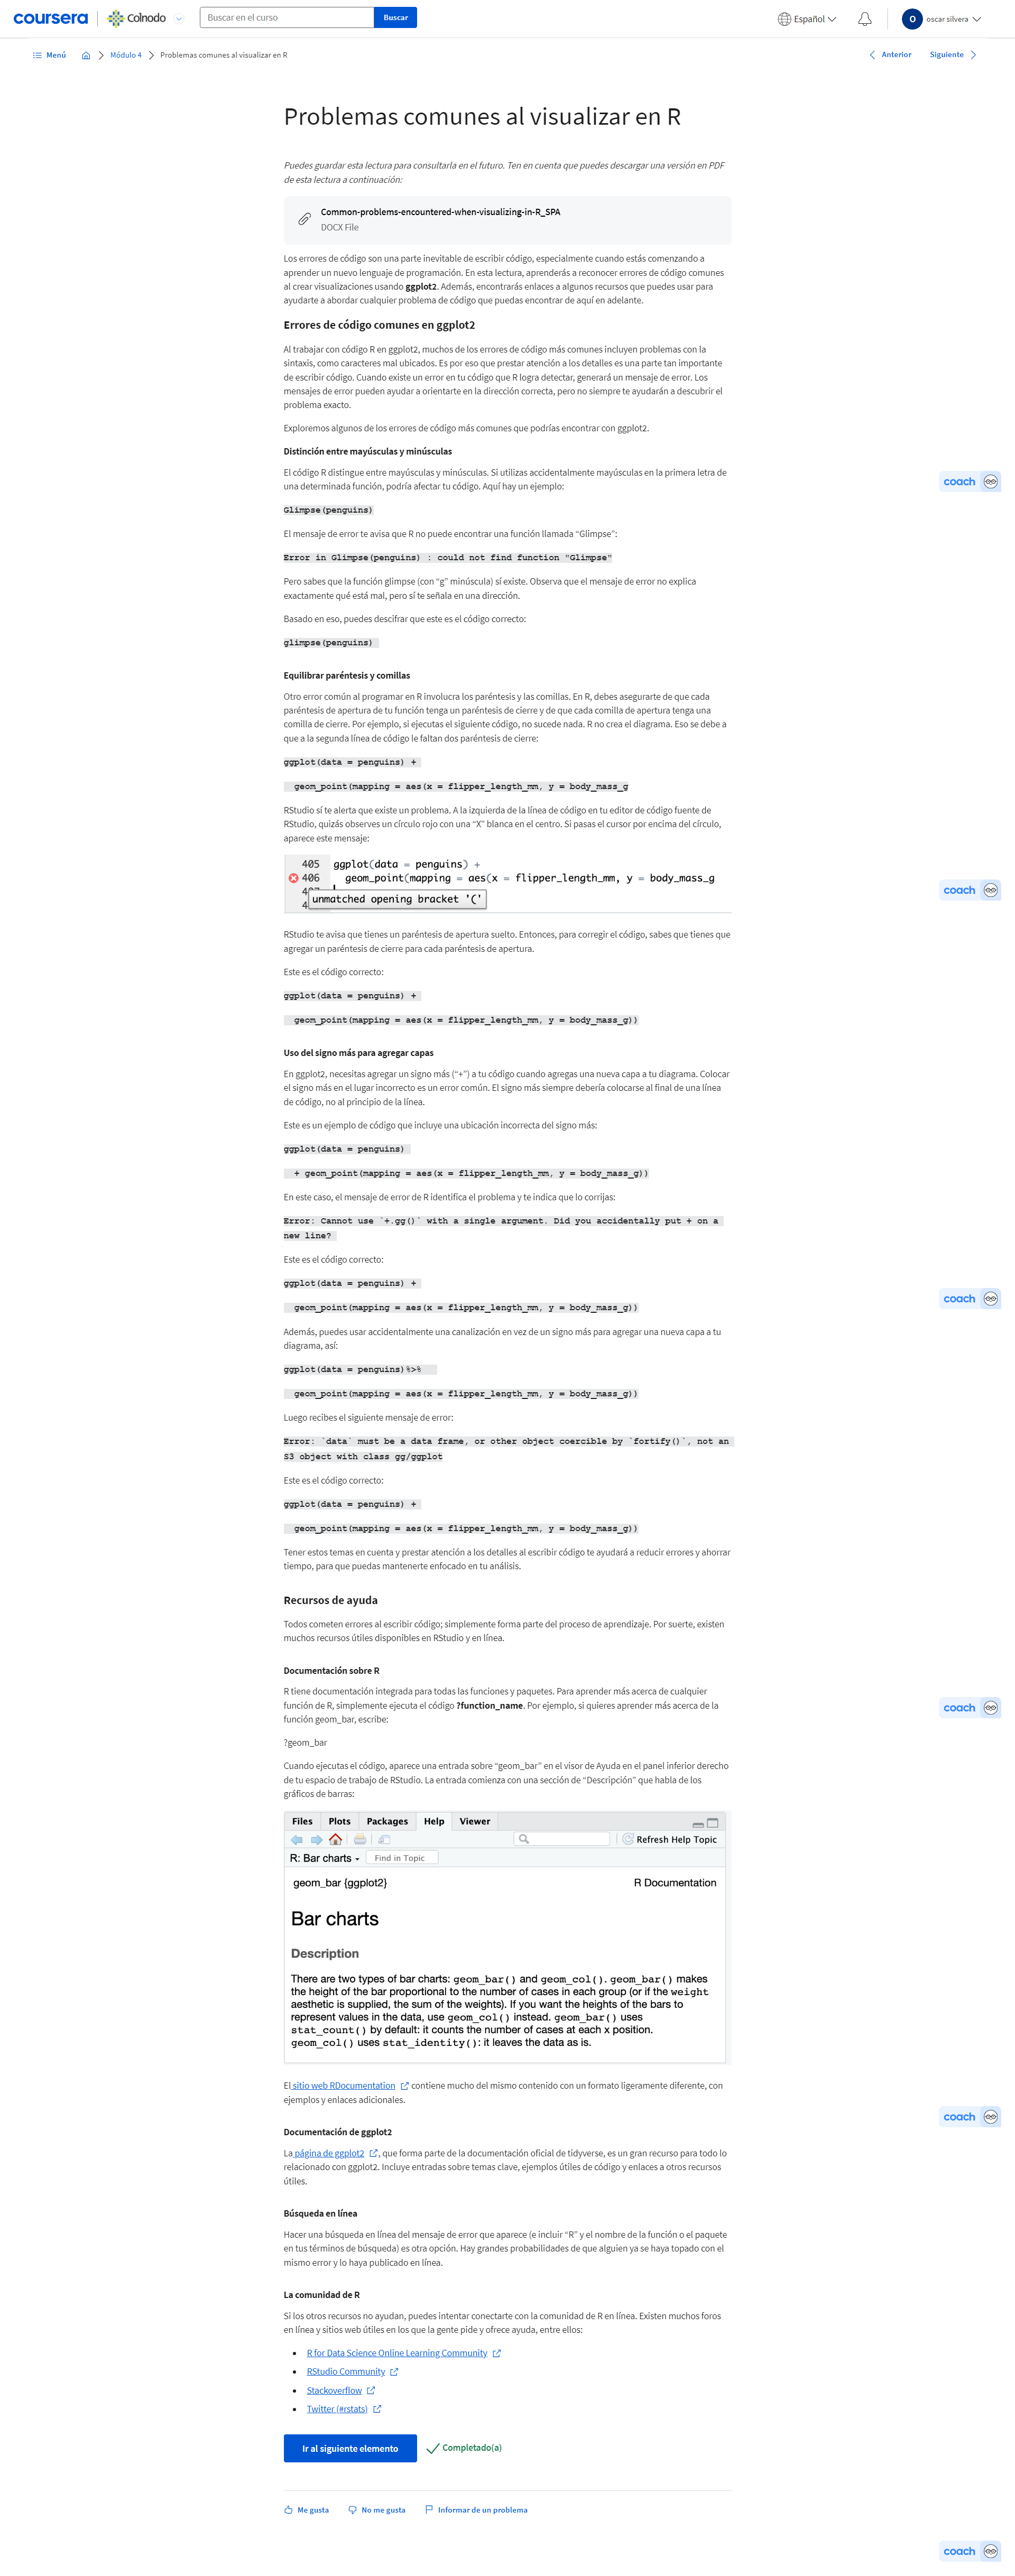 coursera Colnodo Buscar en el curso Buscar Español O oscar silvera
Menú Módulo 4 Problemas comunes al visualizar en R Anterior Siguiente
Problemas comunes al visualizar en R
Puedes guardar esta lectura para consultarla en el futuro. Ten en cuenta que puedes descargar una versión en PDF
de esta lectura a continuación:
Common-problems-encountered-when-visualizing-in-R_SPA
DOCX File
Los errores de código son una parte inevitable de escribir código, especialmente cuando estás comenzando a
aprender un nuevo lenguaje de programación. En esta lectura, aprenderás a reconocer errores de código comunes
al crear visualizaciones usando ggplot2. Además, encontrarás enlaces a algunos recursos que puedes usar para
ayudarte a abordar cualquier problema de código que puedas encontrar de aquí en adelante.
Errores de código comunes en ggplot2
Al trabajar con código R en ggplot2, muchos de los errores de código más comunes incluyen problemas con la
sintaxis, como caracteres mal ubicados. Es por eso que prestar atención a los detalles es una parte tan importante
de escribir código. Cuando existe un error en tu código que R logra detectar, generará un mensaje de error. Los
mensajes de error pueden ayudar a orientarte en la dirección correcta, pero no siempre te ayudarán a descubrir el
problema exacto.
Exploremos algunos de los errores de código más comunes que podrías encontrar con ggplot2.
Distinción entre mayúsculas y minúsculas
El código R distingue entre mayúsculas y minúsculas. Si utilizas accidentalmente mayúsculas en la primera letra de
una determinada función, podría afectar tu código. Aquí hay un ejemplo:
Glimpse(penguins)
El mensaje de error te avisa que R no puede encontrar una función llamada “Glimpse”:
Error in Glimpse(penguins) : could not find function "Glimpse"
coach
Pero sabes que la función glimpse (con “g” minúscula) sí existe. Observa que el mensaje de error no explica
exactamente qué está mal, pero sí te señala en una dirección.
Basado en eso, puedes descifrar que este es el código correcto:
glimpse(penguins)
Equilibrar paréntesis y comillas
Otro error común al programar en R involucra los paréntesis y las comillas. En R, debes asegurarte de que cada
paréntesis de apertura de tu función tenga un paréntesis de cierre y de que cada comilla de apertura tenga una
comilla de cierre. Por ejemplo, si ejecutas el siguiente código, no sucede nada. R no crea el diagrama. Eso se debe a
que a la segunda línea de código le faltan dos paréntesis de cierre:
ggplot(data = penguins) +
geom_point(mapping = aes(x = flipper_length_mm, y = body_mass_g
RStudio sí te alerta que existe un problema. A la izquierda de la línea de código en tu editor de código fuente de
RStudio, quizás observes un círculo rojo con una “X” blanca en el centro. Si pasas el cursor por encima del círculo,
aparece este mensaje:
405 ggplot(data = penguins) +
406 geom_point(mapping = aes(x = flipper_length_mm, y = body_mass_g
unmatched opening bracket '('
coach
RStudio te avisa que tienes un paréntesis de apertura suelto. Entonces, para corregir el código, sabes que tienes que
agregar un paréntesis de cierre para cada paréntesis de apertura.
Este es el código correcto:
ggplot(data = penguins) +
geom_point(mapping = aes(x = flipper_length_mm, y = body_mass_g))
Uso del signo más para agregar capas
En ggplot2, necesitas agregar un signo más (“+”) a tu código cuando agregas una nueva capa a tu diagrama. Colocar
el signo más en el lugar incorrecto es un error común. El signo más siempre debería colocarse al final de una línea
de código, no al principio de la línea.
Este es un ejemplo de código que incluye una ubicación incorrecta del signo más:
ggplot(data = penguins)
+ geom_point(mapping = aes(x = flipper_length_mm, y = body_mass_g))
En este caso, el mensaje de error de R identifica el problema y te indica que lo corrijas:
Error: Cannot use `+.gg()` with a single argument. Did you accidentally put + on a
new line?
Este es el código correcto:
ggplot(data = penguins) +
geom_point(mapping = aes(x = flipper_length_mm, y = body_mass_g))
coach
Además, puedes usar accidentalmente una canalización en vez de un signo más para agregar una nueva capa a tu
diagrama, así:
ggplot(data = penguins)%>%
geom_point(mapping = aes(x = flipper_length_mm, y = body_mass_g))
Luego recibes el siguiente mensaje de error:
Error: `data` must be a data frame, or other object coercible by `fortify()`, not an
S3 object with class gg/ggplot
Este es el código correcto:
ggplot(data = penguins) +
geom_point(mapping = aes(x = flipper_length_mm, y = body_mass_g))
Tener estos temas en cuenta y prestar atención a los detalles al escribir código te ayudará a reducir errores y ahorrar
tiempo, para que puedas mantenerte enfocado en tu análisis.
Recursos de ayuda
Todos cometen errores al escribir código; simplemente forma parte del proceso de aprendizaje. Por suerte, existen
muchos recursos útiles disponibles en RStudio y en línea.
Documentación sobre R
R tiene documentación integrada para todas las funciones y paquetes. Para aprender más acerca de cualquier
función de R, simplemente ejecuta el código ?function_name. Por ejemplo, si quieres aprender más acerca de la
función geom_bar, escribe:
coach
?geom_bar
Cuando ejecutas el código, aparece una entrada sobre “geom_bar” en el visor de Ayuda en el panel inferior derecho
de tu espacio de trabajo de RStudio. La entrada comienza con una sección de “Descripción” que habla de los
gráficos de barras:
Files Plots Packages Help Viewer
Refresh Help Topic
R: Bar charts Find in Topic
geom_bar {ggplot2} R Documentation
Bar charts
Description
There are two types of bar charts: geom_bar() and geom_col(). geom_bar() makes
the height of the bar proportional to the number of cases in each group (or if the weight
aesthetic is supplied, the sum of the weights). If you want the heights of the bars to
represent values in the data, use geom_col() instead. geom_bar() uses
stat_count() by default: it counts the number of cases at each x position.
geom_col() uses stat_identity(): it leaves the data as is.
El sitio web RDocumentation contiene mucho del mismo contenido con un formato ligeramente diferente, con
ejemplos y enlaces adicionales.
coach
Documentación de ggplot2
La página de ggplot2, que forma parte de la documentación oficial de tidyverse, es un gran recurso para todo lo
relacionado con ggplot2. Incluye entradas sobre temas clave, ejemplos útiles de código y enlaces a otros recursos
útiles.
Búsqueda en línea
Hacer una búsqueda en línea del mensaje de error que aparece (e incluir “R” y el nombre de la función o el paquete
en tus términos de búsqueda) es otra opción. Hay grandes probabilidades de que alguien ya se haya topado con el
mismo error y lo haya publicado en línea.
La comunidad de R
Si los otros recursos no ayudan, puedes intentar conectarte con la comunidad de R en línea. Existen muchos foros
en línea y sitios web útiles en los que la gente pide y ofrece ayuda, entre ellos:
R for Data Science Online Learning Community
RStudio Community
Stackoverflow
Twitter (#rstats)
Ir al siguiente elemento Completado(a)
Me gusta No me gusta Informar de un problema
coach